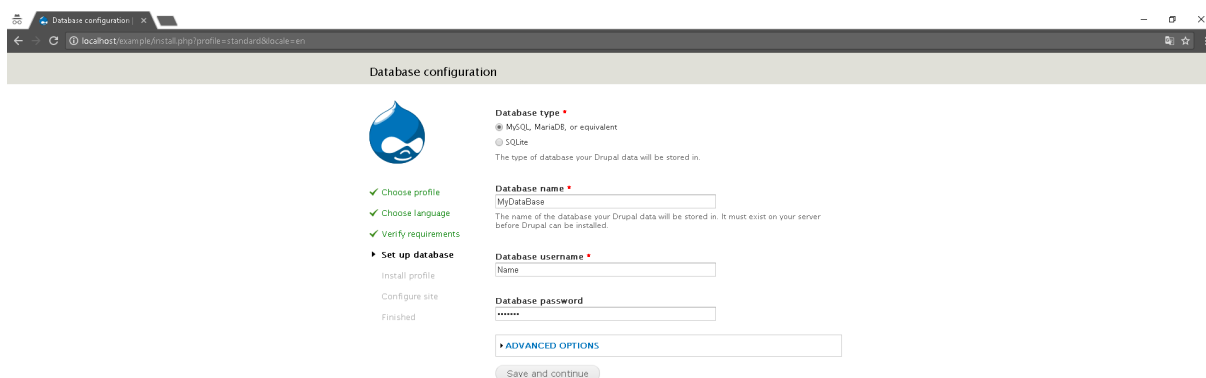 Database configuration |
localhost/example/install.php?profile=standard&locale=en
Database configuration
Database type *
MySQL, MariaDB, or equivalent
SQLite
The type of database your Drupal data will be stored in.
Choose profile
Choose language
Verify requirements
Set up database
Install profile
Configure site
Finished
Database name *
MyDataBase
The name of the database your Drupal data will be stored in. It must exist on your server
before Drupal can be installed.
Database username *
Name
Database password
•••••••
ADVANCED OPTIONS
Save and continue